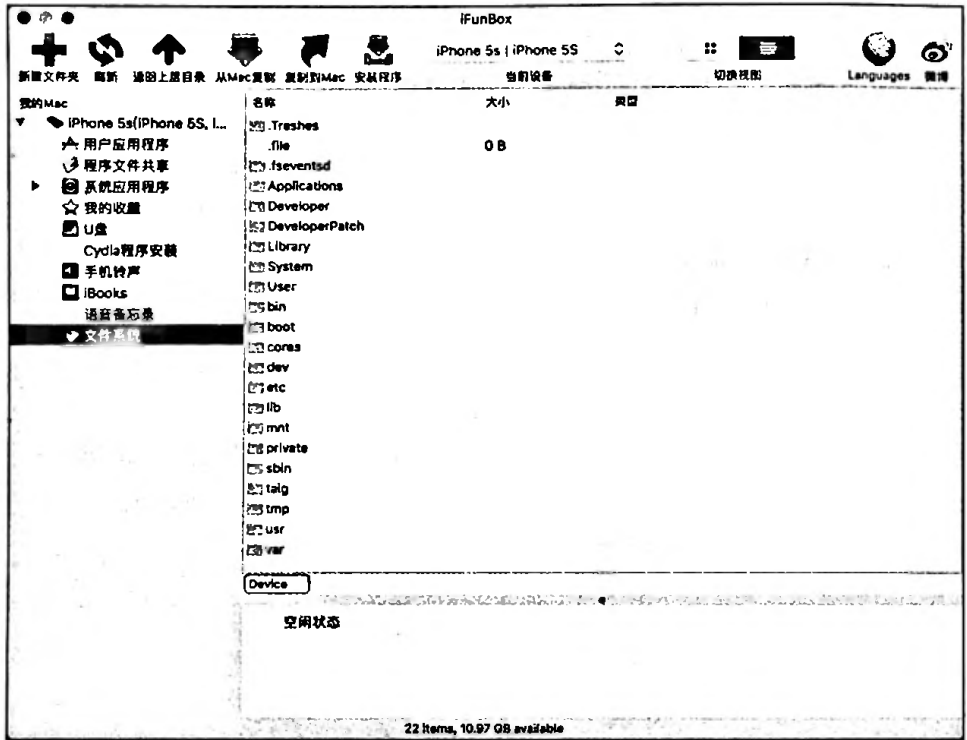 iFunBox
iPhone 5s | iPhone 5S
新建文件夹 刷新 返回上层目录 从Mac复制 复制到Mac 安装程序 当前设备 切换视图 Languages 微博
我的Mac
名称 大小 类型
iPhone 5s(iPhone 5S, I...
用户应用程序
程序文件共享
系统应用程序
我的收藏
U盘
Cydia程序安装
手机铃声
iBooks
语音备忘录
文件系统
.Trashes
.file 0 B
.fseventsd
Applications
Developer
DeveloperPatch
Library
System
User
bin
boot
cores
dev
etc
lib
mnt
private
sbin
taig
tmp
usr
var
Device
空闲状态
22 items, 10.97 GB available